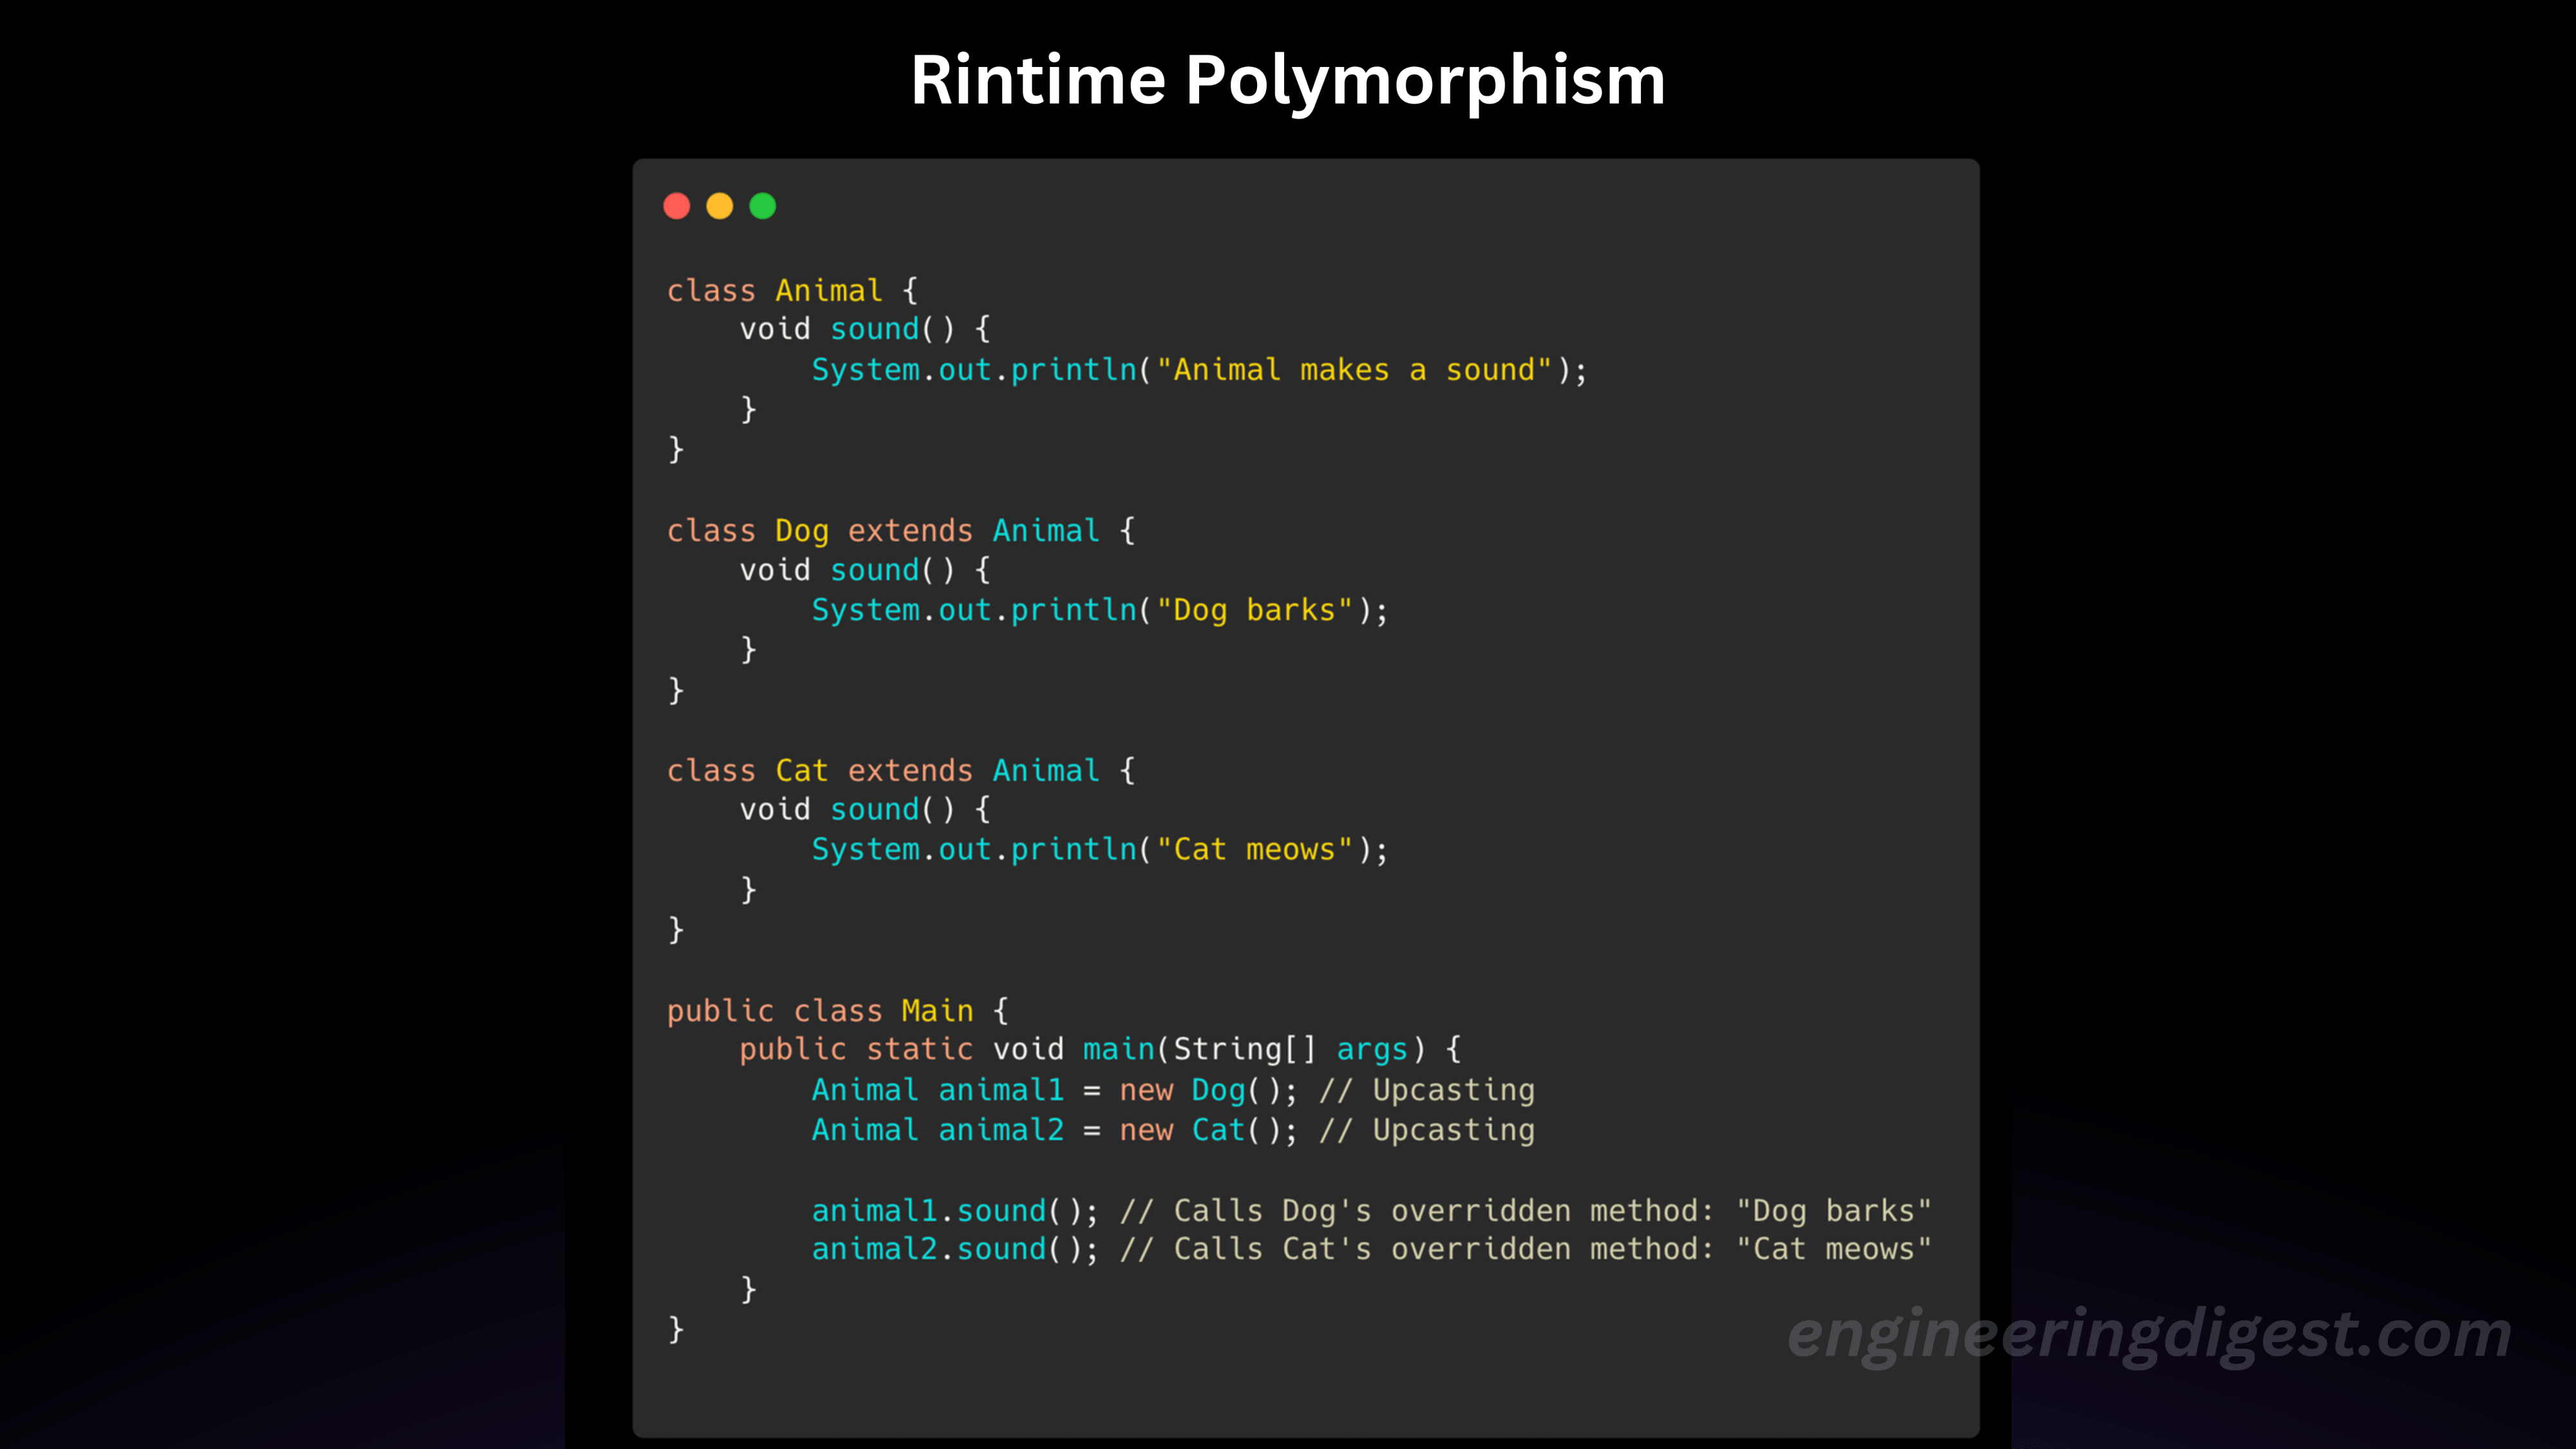 Rintime Polymorphism
class Animal {
    void sound() {
        System.out.println("Animal makes a sound");
    }
}
class Dog extends Animal {
    void sound() {
        System.out.println("Dog barks");
    }
}
class Cat extends Animal {
    void sound() {
        System.out.println("Cat meows");
    }
}
public class Main {
    public static void main(String[] args) {
        Animal animal1 = new Dog(); // Upcasting
        Animal animal2 = new Cat(); // Upcasting
        animal1.sound(); // Calls Dog's overridden method: "Dog barks"
        animal2.sound(); // Calls Cat's overridden method: "Cat meows"
    }
}
engineeringdigest.com